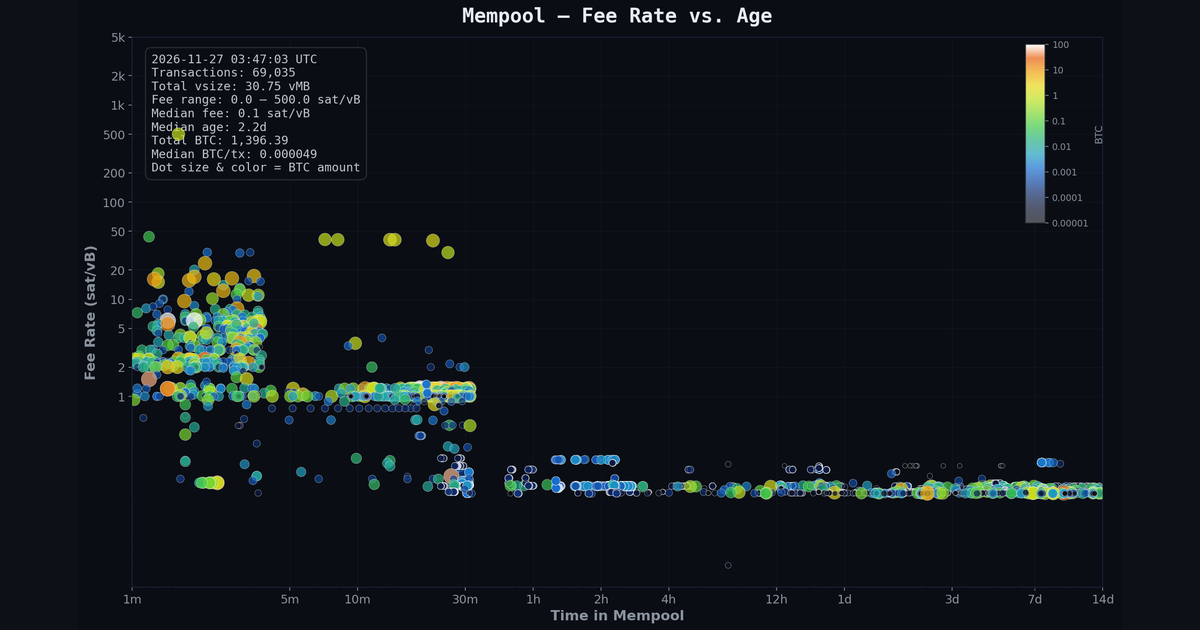 Mempool — Fee Rate vs. Age
2026-11-27 03:47:03 UTC
Transactions: 69,035
Total vsize: 30.75 vMB
Fee range: 0.0 — 500.0 sat/vB
Median fee: 0.1 sat/vB
Median age: 2.2d
Total BTC: 1,396.39
Median BTC/tx: 0.000049
Dot size & color = BTC amount
5k
2k
1k
500
200
100
50
20
10
5
2
1
Fee Rate (sat/vB)
100
10
1
0.1
0.01
0.001
0.0001
0.00001
BTC
1m 5m 10m 30m 1h 2h 4h 12h 1d 3d 7d 14d
Time in Mempool